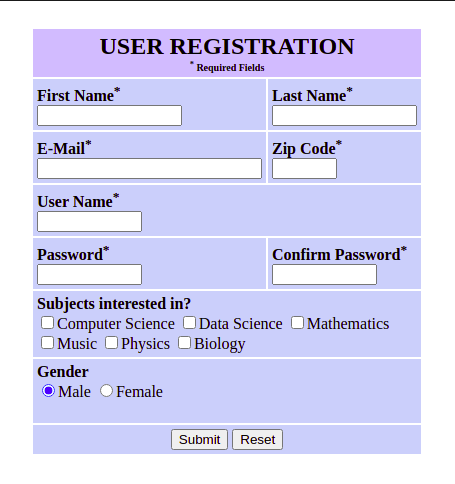 USER REGISTRATION
* Required Fields
First Name* Last Name*
E-Mail* Zip Code*
User Name*
Password* Confirm Password*
Subjects interested in?
Computer Science Data Science Mathematics
Music Physics Biology
Gender
Male Female
Submit Reset